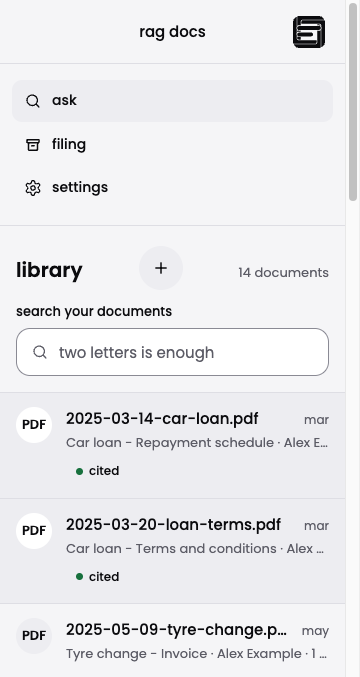 rag docs
ask
filing
settings
library
14 documents
search your documents
two letters is enough
PDF
2025-03-14-car-loan.pdf
mar
Car loan - Repayment schedule · Alex E...
cited
PDF
2025-03-20-loan-terms.pdf
mar
Car loan - Terms and conditions · Alex ...
cited
PDF
2025-05-09-tyre-change.p...
may
Tyre change - Invoice · Alex Example · 1 ...